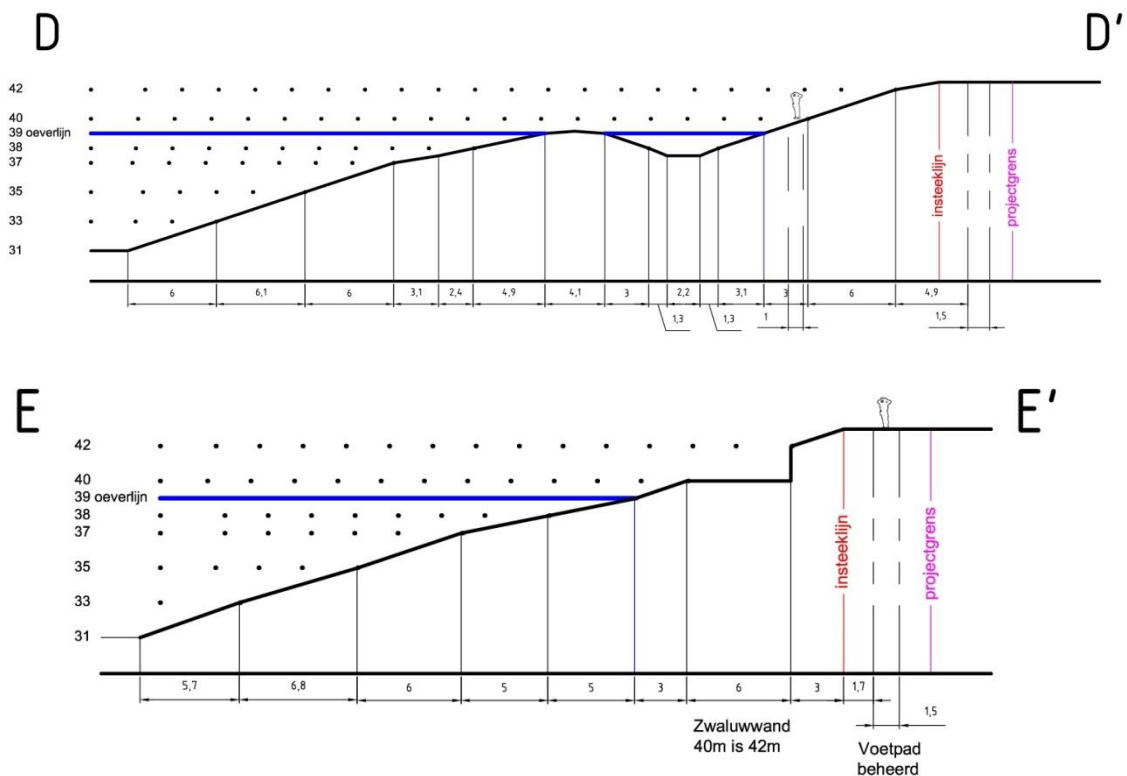 D
D'
42
40
39 oeverlijn
38
37
35
33
31
insteeklijn
projectgrens
6
6,1
6
3,1
2,4
4,9
4,1
3
1,3
2,2
1,3
3,1
3
1
6
4,9
1,5
E
E'
42
40
39 oeverlijn
38
37
35
33
31
insteeklijn
projectgrens
5,7
6,8
6
5
5
3
6
3
1,7
1,5
Zwaluwwand
40m is 42m
Voetpad
beheerd